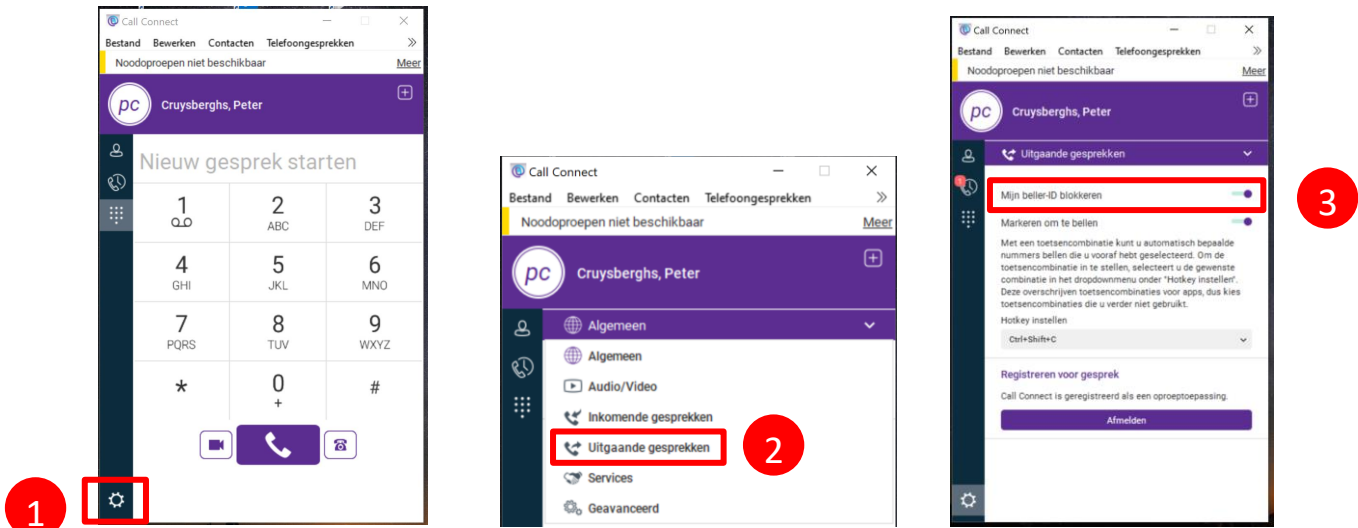 Call Connect
Bestand Bewerken Contacten Telefoongesprekken
Noodoproepen niet beschikbaar Meer
pc Cruysberghs, Peter
Nieuw gesprek starten
1 2 3
ABC DEF
4 5 6
GHI JKL MNO
7 8 9
PQRS TUV WXYZ
* 0 #
+
1
Call Connect
Bestand Bewerken Contacten Telefoongesprekken
Noodoproepen niet beschikbaar Meer
pc Cruysberghs, Peter
Algemeen
Algemeen
Audio/Video
Inkomende gesprekken
Uitgaande gesprekken
2
Services
Geavanceerd
Call Connect
Bestand Bewerken Contacten Telefoongesprekken
Noodoproepen niet beschikbaar Meer
pc Cruysberghs, Peter
Uitgaande gesprekken
1
Mijn beller-ID blokkeren
3
Markeren om te bellen
Met een toetsencombinatie kunt u automatisch bepaalde
nummers bellen die u vooraf hebt geselecteerd. Om de
toetsencombinatie in te stellen, selecteert u de gewenste
combinatie in het dropdownmenu onder "Hotkey instellen".
Deze overschrijven toetsencombinaties voor apps, dus kies
toetsencombinaties die u verder niet gebruikt.
Hotkey instellen
Ctrl+Shift+C
Registreren voor gesprek
Call Connect is geregistreerd als een oproeptoepassing.
Afmelden